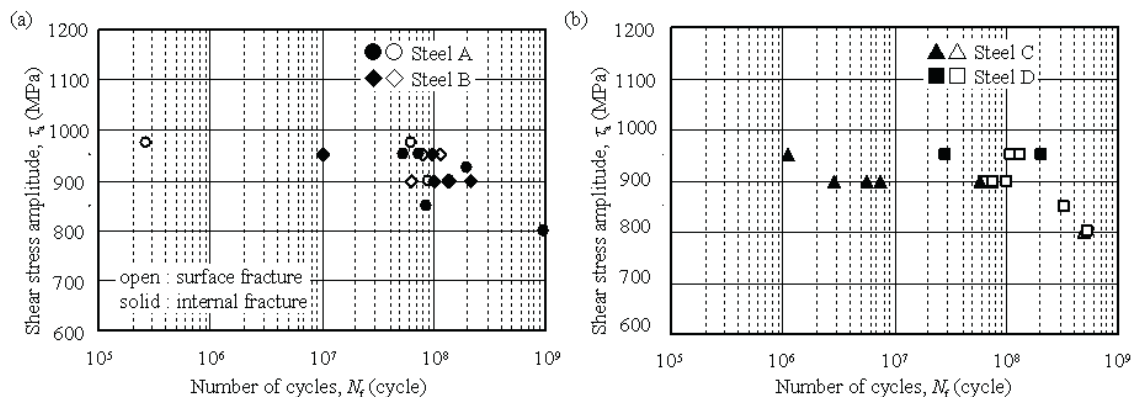 (a)
1200
1100
1000
900
800
700
600
Shear stress amplitude, τa (MPa)
Steel A
Steel B
open : surface fracture
solid : internal fracture
10⁵ 10⁶ 10⁷ 10⁸ 10⁹
Number of cycles, Nf (cycle)
(b)
1200
1100
1000
900
800
700
600
Shear stress amplitude, τa (MPa)
Steel C
Steel D
10⁵ 10⁶ 10⁷ 10⁸ 10⁹
Number of cycles, Nf (cycle)